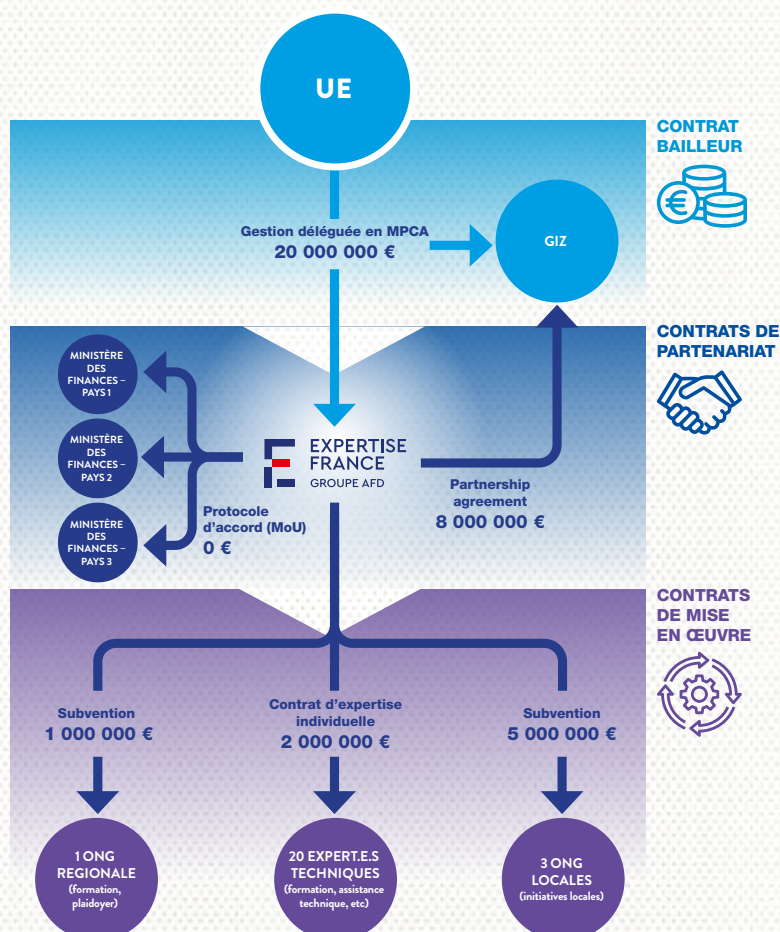 UE
CONTRAT
BAILLEUR
€
Gestion déléguée en MPCA
20 000 000 €
GIZ
CONTRATS DE
PARTENARIAT
MINISTÈRE
DES
FINANCES –
PAYS 1
MINISTÈRE
DES
FINANCES –
PAYS 2
MINISTÈRE
DES
FINANCES –
PAYS 3
EXPERTISE
FRANCE
GROUPE AFD
Protocole
d'accord (MoU)
0 €
Partnership
agreement
8 000 000 €
CONTRATS
DE MISE
EN ŒUVRE
Subvention
1 000 000 €
Contrat d'expertise
individuelle
2 000 000 €
Subvention
5 000 000 €
1 ONG
REGIONALE
(formation,
plaidoyer)
20 EXPERT.E.S
TECHNIQUES
(formation, assistance
technique, etc)
3 ONG
LOCALES
(initiatives locales)